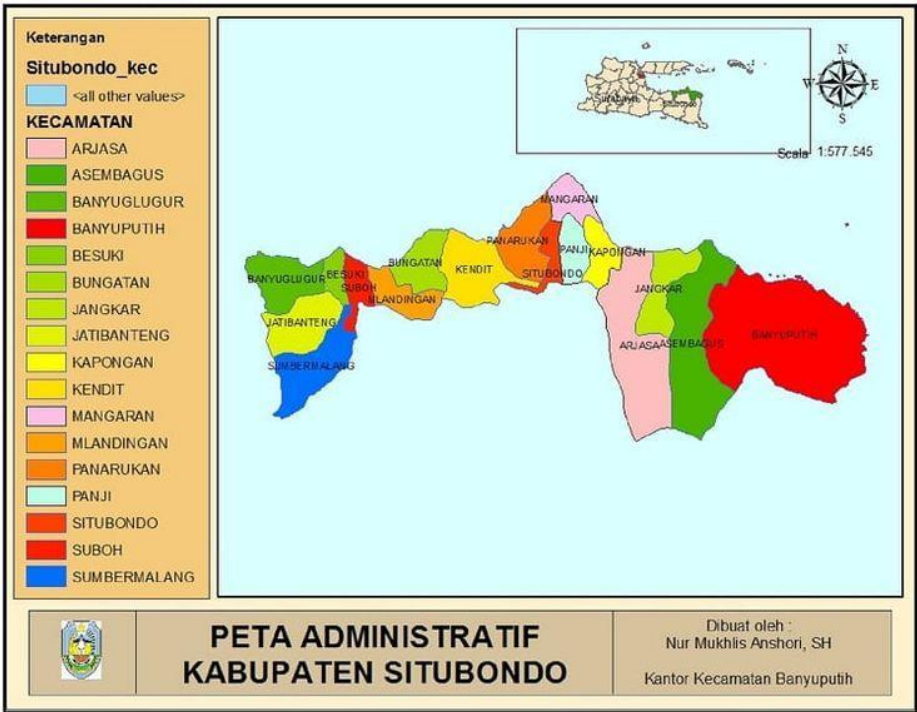 Keterangan
Situbondo_kec
<all other values>
KECAMATAN
ARJASA
ASEMBAGUS
BANYUGLUGUR
BANYUPUTIH
BESUKI
BUNGATAN
JANGKAR
JATIBANTENG
KAPONGAN
KENDIT
MANGARAN
MLANDINGAN
PANARUKAN
PANJI
SITUBONDO
SUBOH
SUMBERMALANG
Surabaya
Situbondo
N
W
E
S
Scala 1:577.545
MANGARAN
PANARUKAN
PANJI
KAPONGAN
BUNGATAN
KENDIT
SITUBONDO
BANYUGLUGUR
BESUKI
SUBOH
MLANDINGAN
JANGKAR
JATIBANTENG
BANYUPUTIH
ARJASA
ASEMBAGUS
SUMBERMALANG
PETA ADMINISTRATIF
KABUPATEN SITUBONDO
Dibuat oleh :
Nur Mukhlis Anshori, SH
Kantor Kecamatan Banyuputih